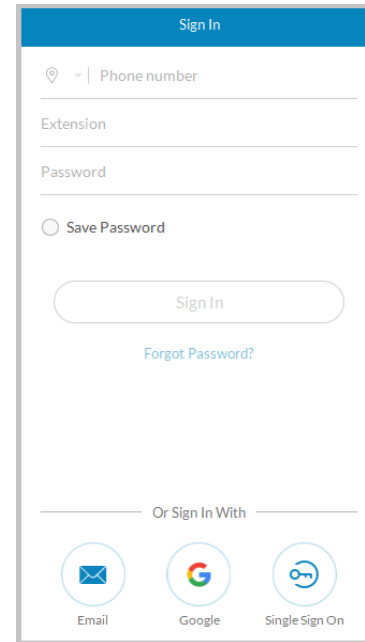 Sign In
Phone number
Extension
Password
Save Password
Sign In
Forgot Password?
Or Sign In With
Email Google Single Sign On